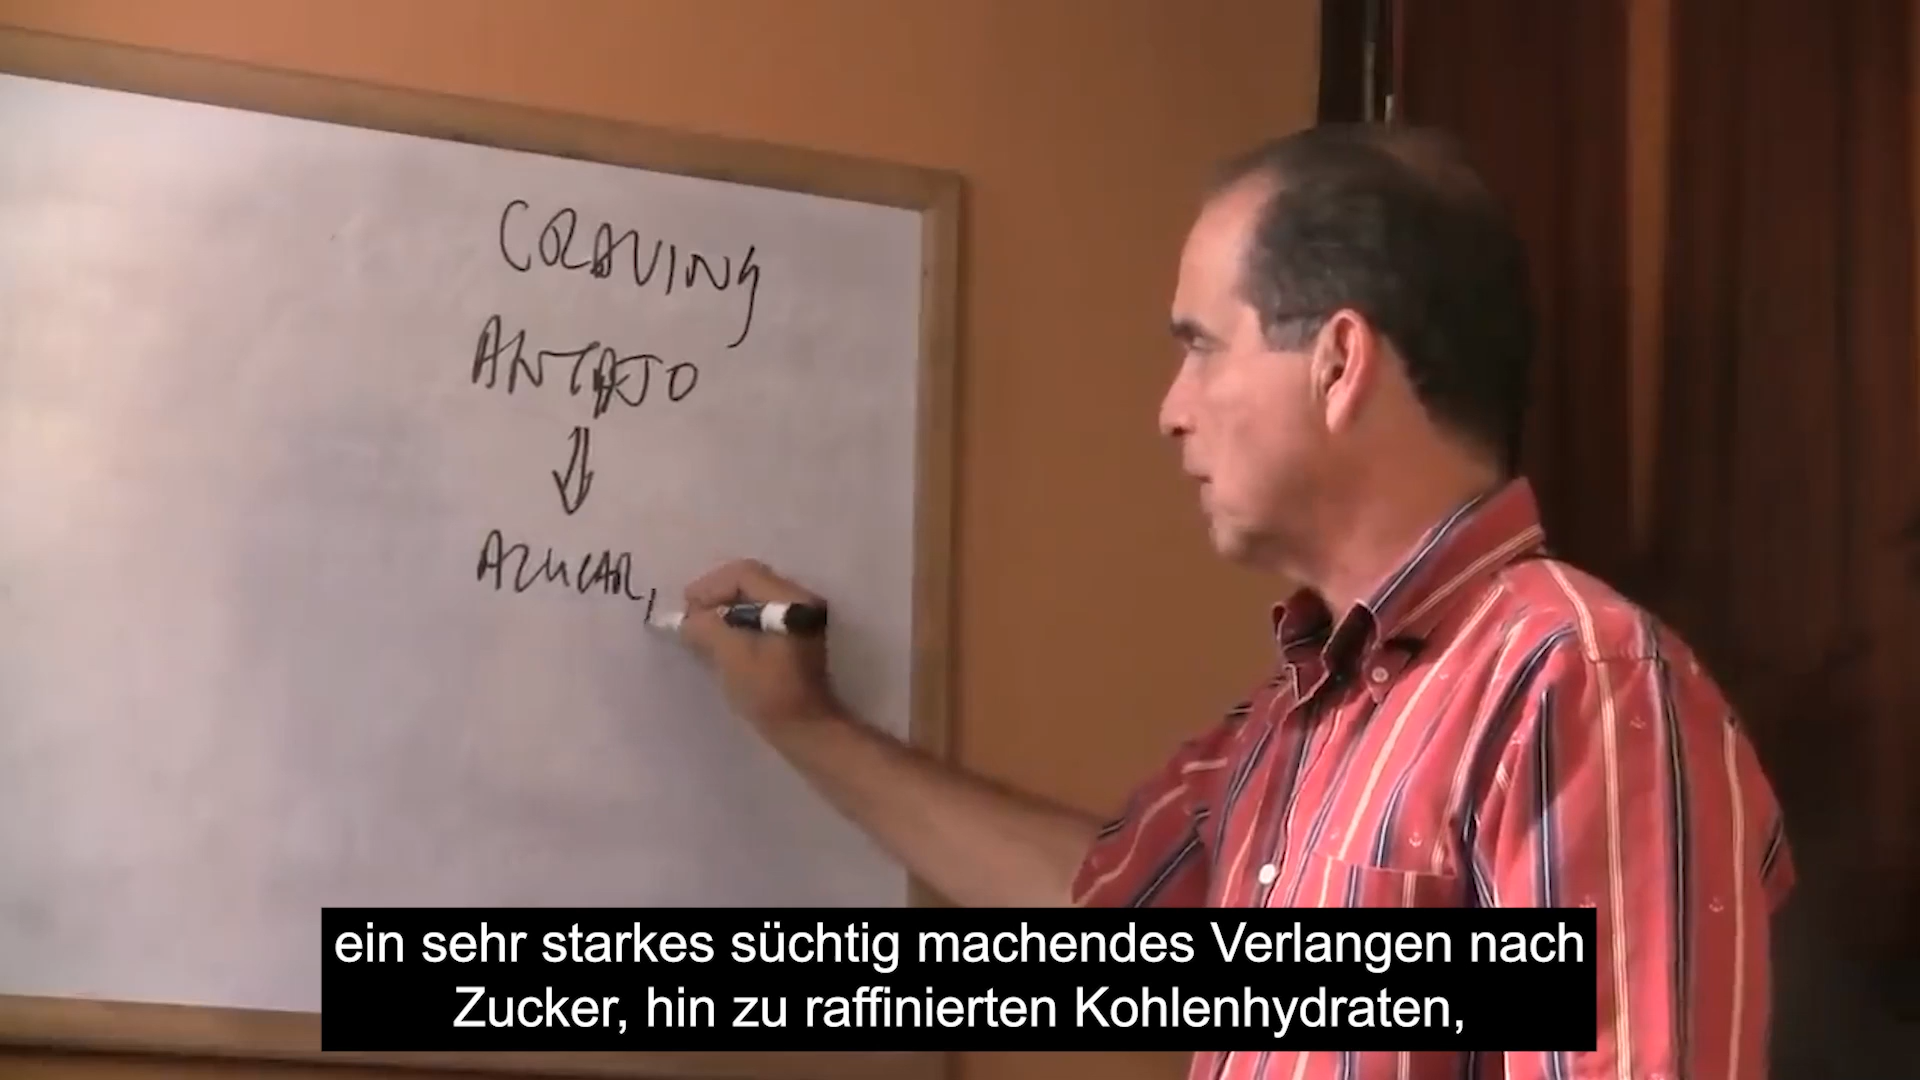 CRAVING
ANTOJO
AZUCAR,
ein sehr starkes süchtig machendes Verlangen nach
Zucker, hin zu raffinierten Kohlenhydraten,